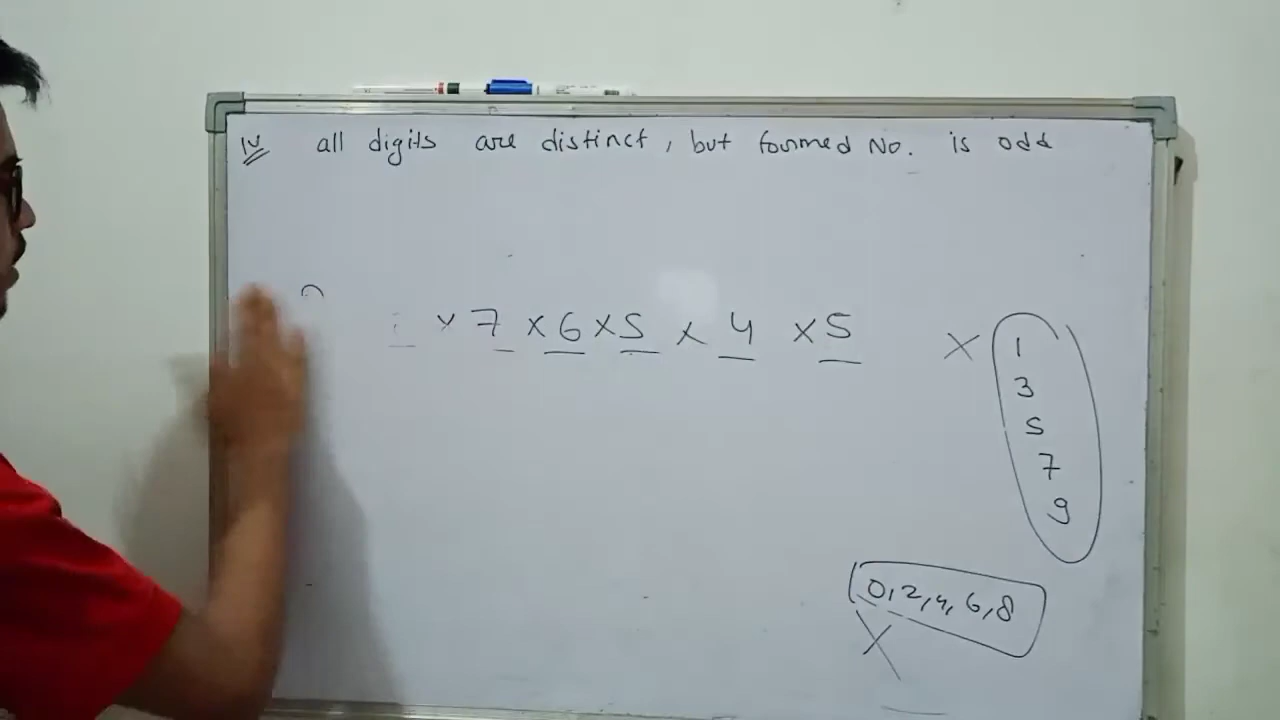 iv all digits are distinct, but formed No. is odd
× 7 × 6 × 5 × 4 × 5
×
1
3
5
7
9
0, 2, 4, 6, 8
×